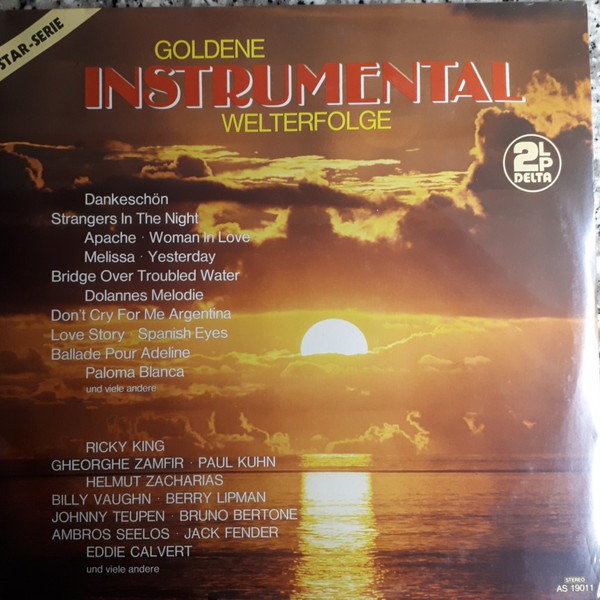 STAR-SERIE
GOLDENE
INSTRUMENTAL
WELTERFOLGE
2LP
DELTA
Dankeschön
Strangers In The Night
Apache · Woman In Love
Melissa · Yesterday
Bridge Over Troubled Water
Dolannes Melodie
Don't Cry For Me Argentina
Love Story · Spanish Eyes
Ballade Pour Adeline
Paloma Blanca
und viele andere
RICKY KING
GHEORGHE ZAMFIR · PAUL KUHN
HELMUT ZACHARIAS
BILLY VAUGHN · BERRY LIPMAN
JOHNNY TEUPEN · BRUNO BERTONE
AMBROS SEELOS · JACK FENDER
EDDIE CALVERT
und viele andere
STEREO
AS 19011